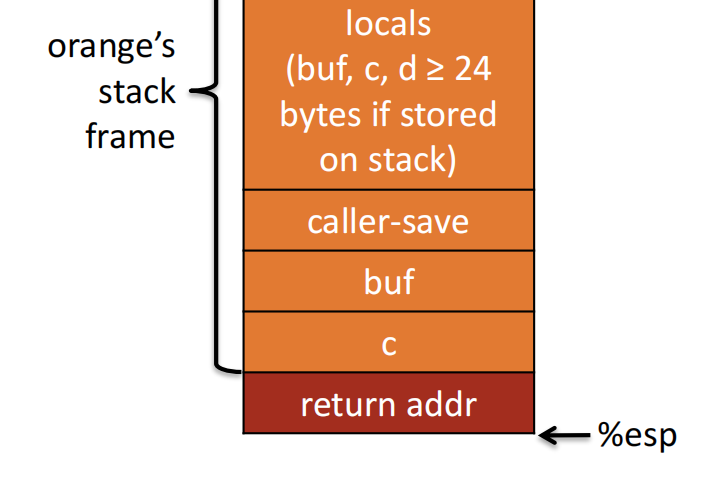 orange’s
stack
frame
locals
(buf, c, d ≥ 24
bytes if stored
on stack)
caller-save
buf
c
return addr
%esp